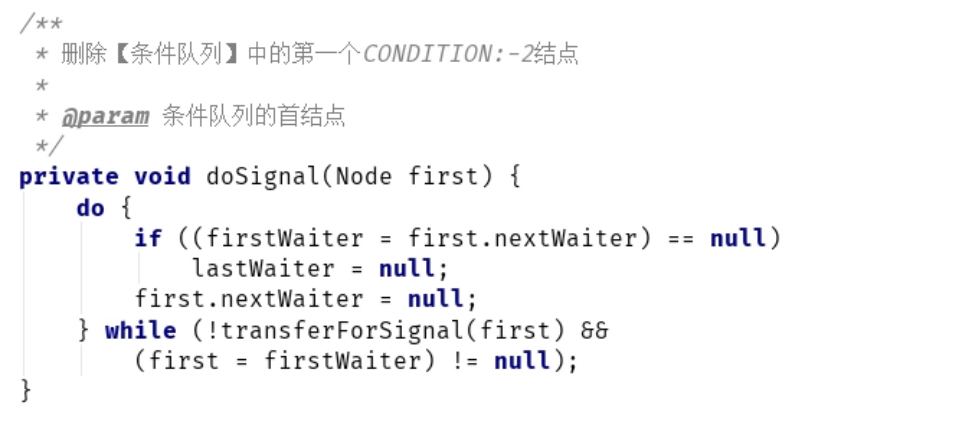 /**
 * 删除【条件队列】中的第一个CONDITION:-2结点
 *
 * @param 条件队列的首结点
 */
private void doSignal(Node first) {
    do {
        if ((firstWaiter = first.nextWaiter) == null)
            lastWaiter = null;
        first.nextWaiter = null;
    } while (!transferForSignal(first) &&
        (first = firstWaiter) != null);
}